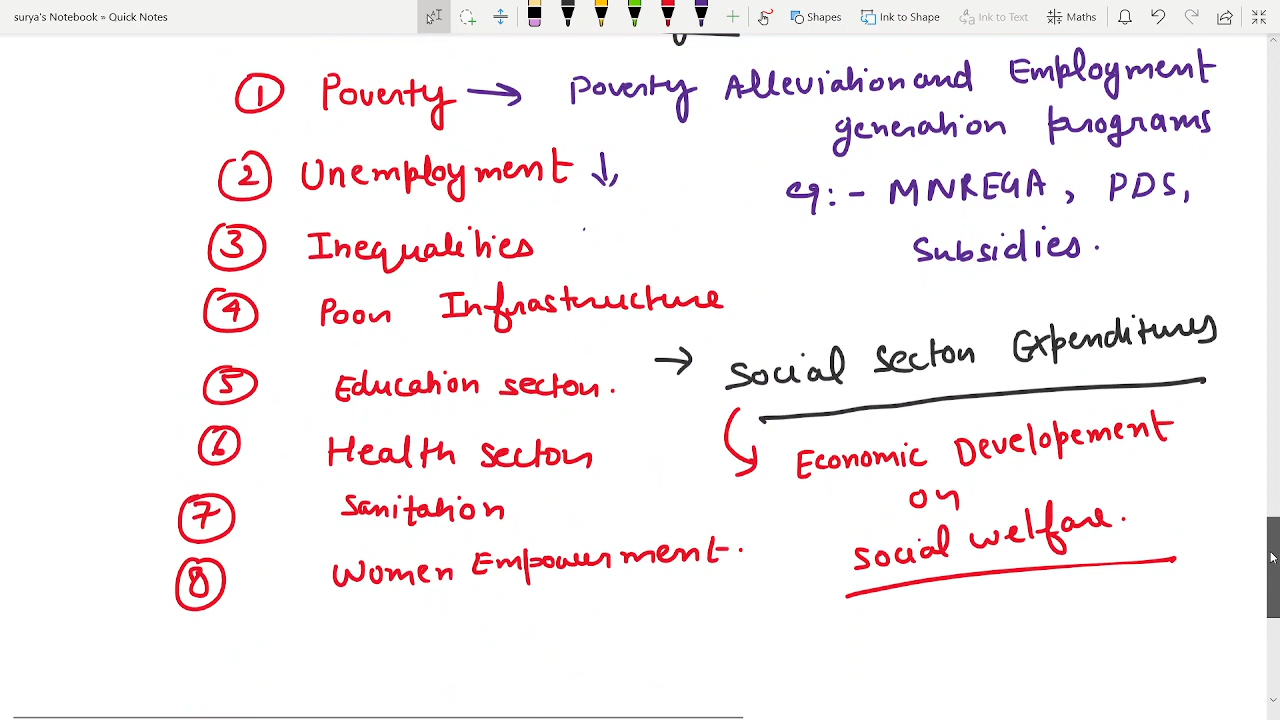 surya's Notebook » Quick Notes
Shapes Ink to Shape Ink to Text Maths
① Poverty → Poverty Alleviation and Employment
generation programs
② Unemployment ↓,
eg:- MNREGA, PDS,
③ Inequalities
Subsidies.
④ Poor Infrastructure
→ Social Sector Expenditures
⑤ Education sector.
⑥ Health sector
Economic Developement
or
⑦ Sanitation
social welfare.
⑧ Women Empowerment.